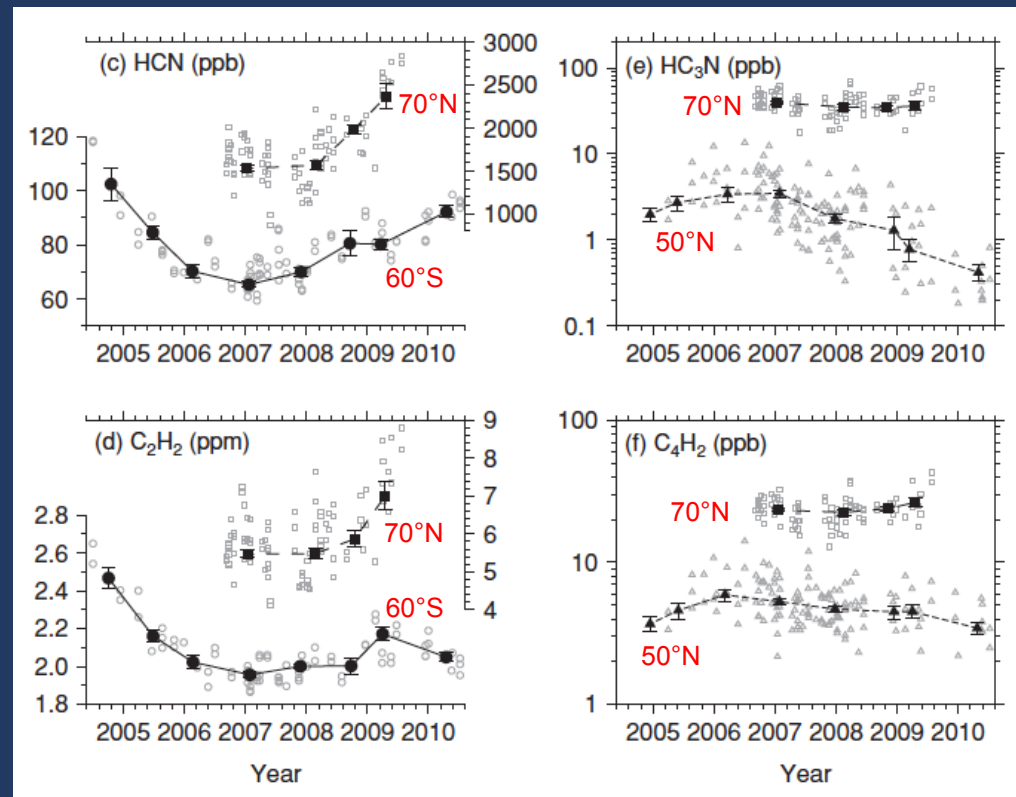 (c) HCN (ppb)
3000
2500
2000
1500
1000
120
100
80
60
70°N
60°S
2005 2006 2007 2008 2009 2010
(e) HC₃N (ppb)
100
10
1
0.1
70°N
50°N
2005 2006 2007 2008 2009 2010
(d) C₂H₂ (ppm)
9
8
7
6
5
4
2.8
2.6
2.4
2.2
2.0
1.8
70°N
60°S
2005 2006 2007 2008 2009 2010
Year
(f) C₄H₂ (ppb)
100
10
1
70°N
50°N
2005 2006 2007 2008 2009 2010
Year